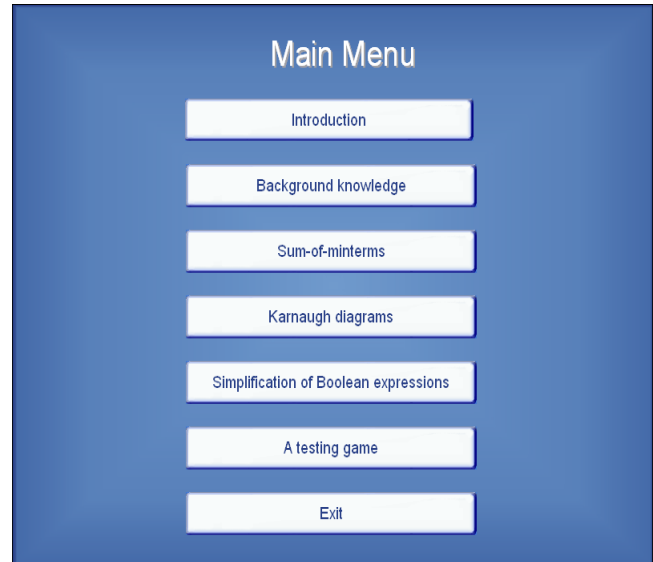 Main Menu
Introduction
Background knowledge
Sum-of-minterms
Karnaugh diagrams
Simplification of Boolean expressions
A testing game
Exit